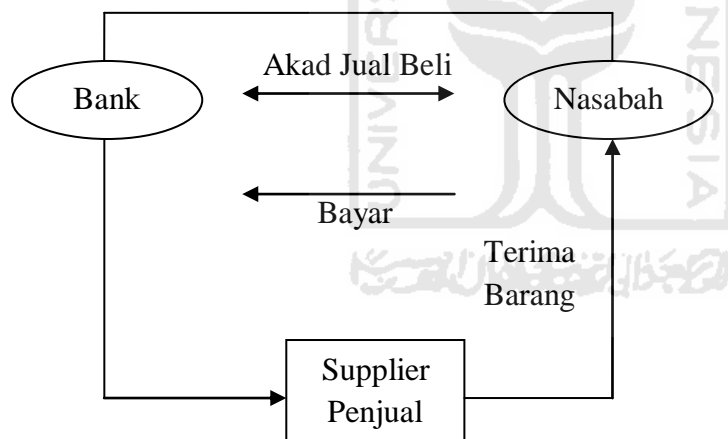 Akad Jual Beli
Bank
Nasabah
Bayar
Terima
Barang
Supplier
Penjual